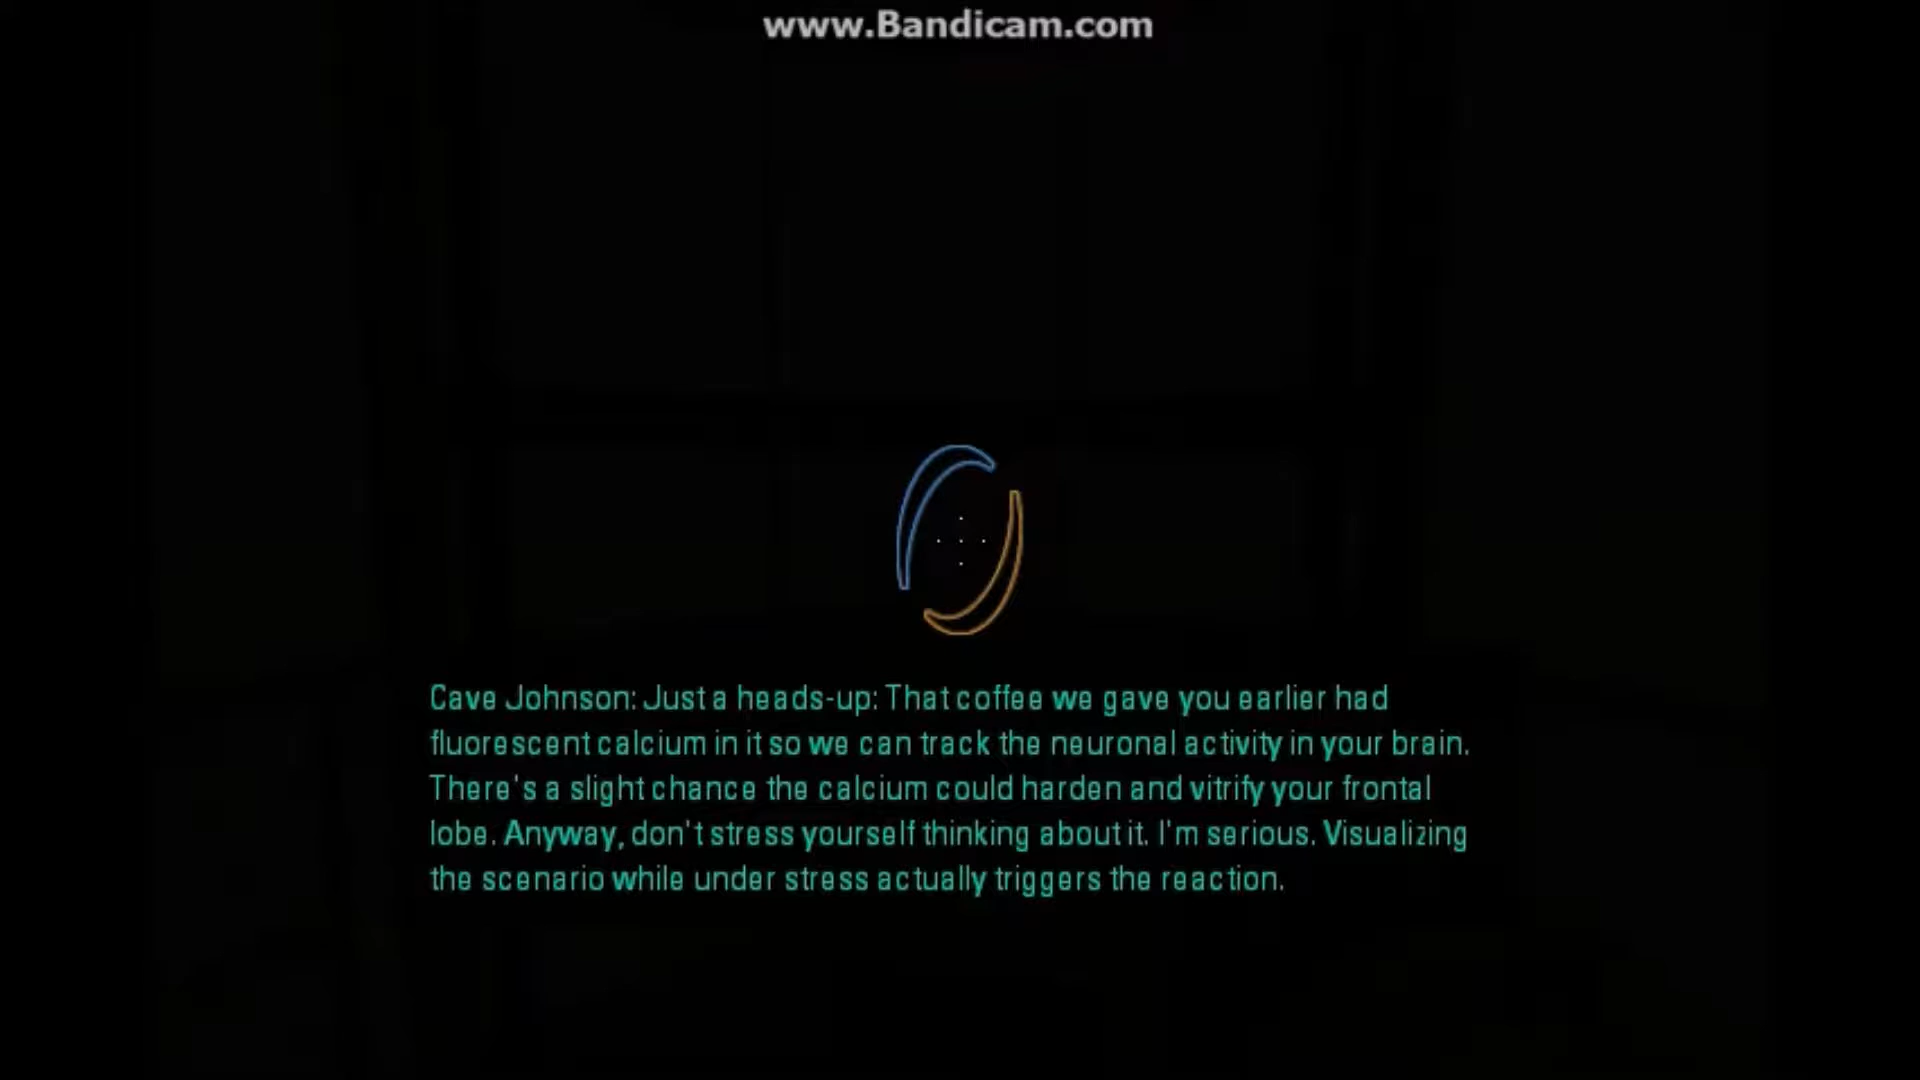 www.Bandicam.com
Cave Johnson: Just a heads-up: That coffee we gave you earlier had
fluorescent calcium in it so we can track the neuronal activity in your brain.
There's a slight chance the calcium could harden and vitrify your frontal
lobe. Anyway, don't stress yourself thinking about it. I'm serious. Visualizing
the scenario while under stress actually triggers the reaction.